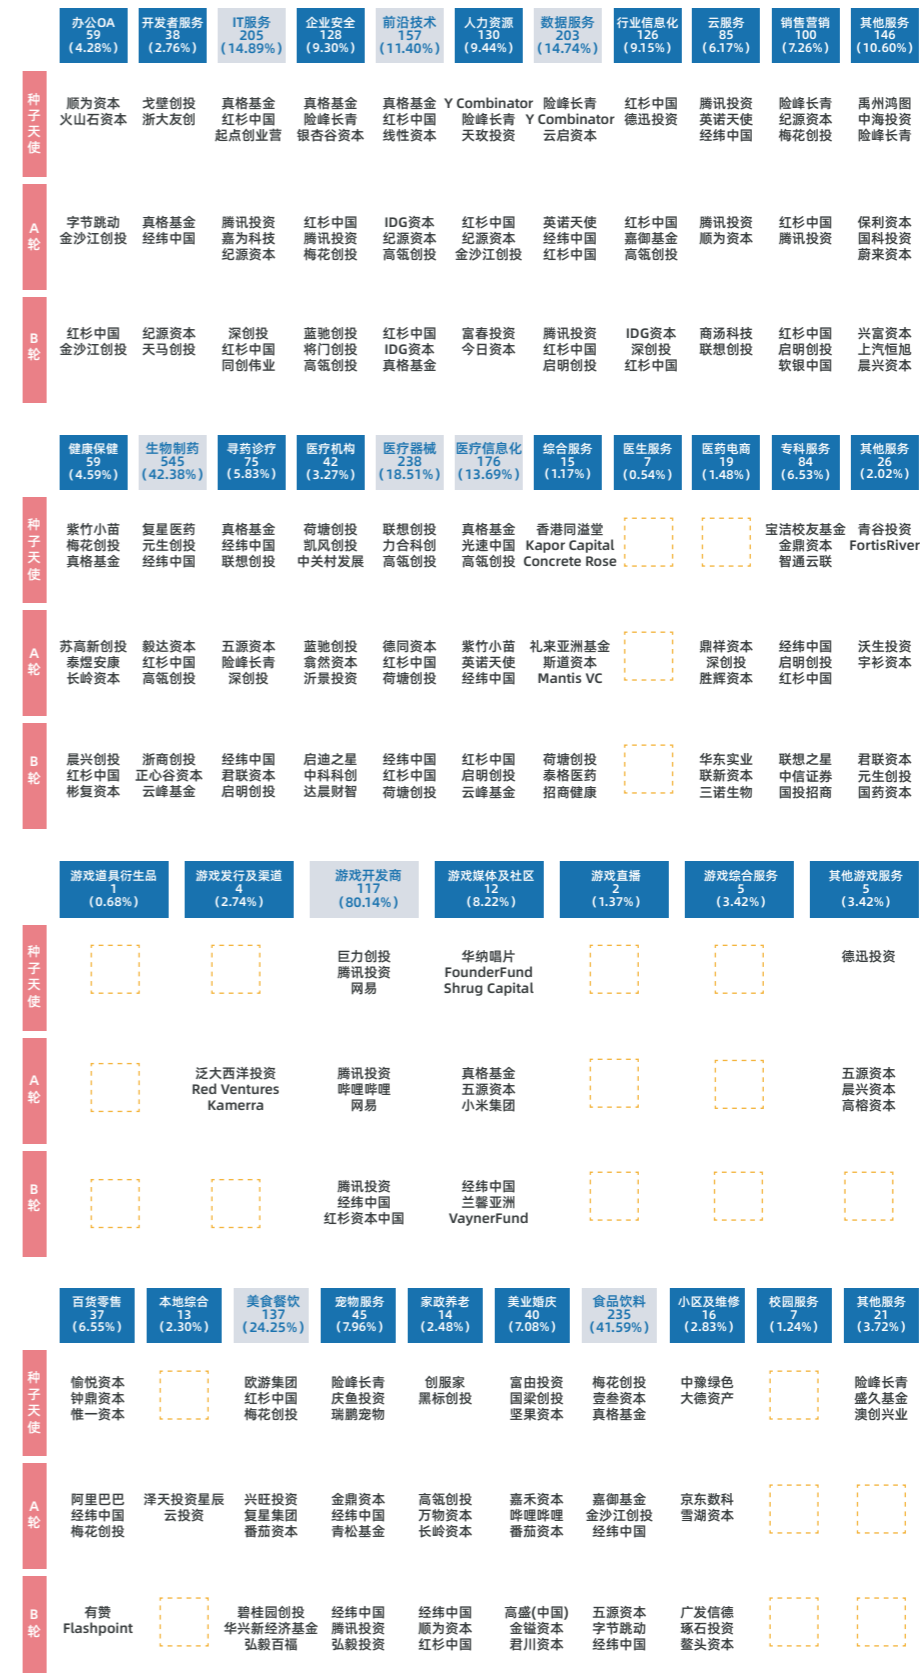 办公OA
59
(4.28%)
开发者服务
38
(2.76%)
IT服务
205
(14.89%)
企业安全
128
(9.30%)
前沿技术
157
(11.40%)
人力资源
130
(9.44%)
数据服务
203
(14.74%)
行业信息化
126
(9.15%)
云服务
85
(6.17%)
销售营销
100
(7.26%)
其他服务
146
(10.60%)
种子天使
顺为资本
火山石资本
戈壁创投
浙大友创
真格基金
红杉中国
起点创业营
真格基金
险峰长青
银杏谷资本
真格基金
红杉中国
线性资本
Y Combinator
险峰长青
天玫投资
险峰长青
Y Combinator
云启资本
红杉中国
德迅投资
腾讯投资
英诺天使
经纬中国
险峰长青
纪源资本
梅花创投
禹州鸿图
中海投资
险峰长青
A轮
字节跳动
金沙江创投
真格基金
经纬中国
腾讯投资
嘉为科技
纪源资本
红杉中国
腾讯投资
梅花创投
IDG资本
纪源资本
高瓴创投
红杉中国
纪源资本
金沙江创投
英诺天使
经纬中国
红杉中国
红杉中国
嘉御基金
高瓴创投
腾讯投资
顺为资本
红杉中国
腾讯投资
保利资本
国科投资
蔚来资本
B轮
红杉中国
金沙江创投
纪源资本
天马创投
深创投
红杉中国
同创伟业
蓝驰创投
将门创投
高瓴创投
红杉中国
IDG资本
真格基金
富春投资
今日资本
腾讯投资
红杉中国
启明创投
IDG资本
深创投
红杉中国
商汤科技
联想创投
红杉中国
启明创投
软银中国
兴富资本
上汽恒旭
晨兴资本
健康保健
59
(4.59%)
生物制药
545
(42.38%)
寻药诊疗
75
(5.83%)
医疗机构
42
(3.27%)
医疗器械
238
(18.51%)
医疗信息化
176
(13.69%)
综合服务
15
(1.17%)
医生服务
7
(0.54%)
医药电商
19
(1.48%)
专科服务
84
(6.53%)
其他服务
26
(2.02%)
种子天使
紫竹小苗
梅花创投
真格基金
复星医药
元生创投
经纬中国
真格基金
经纬中国
联想创投
荷塘创投
凯风创投
中关村发展
联想创投
力合科创
高瓴创投
真格基金
光速中国
高瓴创投
香港同溢堂
Kapor Capital
Concrete Rose
宝洁校友基金
金鼎资本
智通云联
青谷投资
FortisRiver
A轮
苏高新创投
泰煜安康
长岭资本
毅达资本
红杉中国
高瓴创投
五源资本
险峰长青
深创投
蓝驰创投
翕然资本
沂景投资
德同资本
红杉中国
荷塘创投
紫竹小苗
英诺天使
经纬中国
礼来亚洲基金
斯道资本
Mantis VC
鼎祥资本
深创投
胜辉资本
经纬中国
启明创投
红杉中国
沃生投资
宇衫资本
B轮
晨兴创投
红杉中国
彬复资本
浙商创投
正心谷资本
云峰基金
经纬中国
君联资本
启明创投
启迪之星
中科科创
达晨财智
经纬中国
红杉中国
荷塘创投
红杉中国
启明创投
云峰基金
荷塘创投
泰格医药
招商健康
华东实业
联新资本
三诺生物
联想之星
中信证券
国投招商
君联资本
元生创投
国药资本
游戏道具衍生品
1
(0.68%)
游戏发行及渠道
4
(2.74%)
游戏开发商
117
(80.14%)
游戏媒体及社区
12
(8.22%)
游戏直播
2
(1.37%)
游戏综合服务
5
(3.42%)
其他游戏服务
5
(3.42%)
种子天使
巨力创投
腾讯投资
网易
华纳唱片
FounderFund
Shrug Capital
德迅投资
A轮
泛大西洋投资
Red Ventures
Kamerra
腾讯投资
哔哩哔哩
网易
真格基金
五源资本
小米集团
五源资本
晨兴资本
高榕资本
B轮
腾讯投资
经纬中国
红杉资本中国
经纬中国
兰馨亚洲
VaynerFund
百货零售
37
(6.55%)
本地综合
13
(2.30%)
美食餐饮
137
(24.25%)
宠物服务
45
(7.96%)
家政养老
14
(2.48%)
美业婚庆
40
(7.08%)
食品饮料
235
(41.59%)
小区及维修
16
(2.83%)
校园服务
7
(1.24%)
其他服务
21
(3.72%)
种子天使
愉悦资本
钟鼎资本
惟一资本
欧游集团
红杉中国
梅花创投
险峰长青
庆鱼投资
瑞鹏宠物
创服家
黑标创投
富由投资
国梁创投
坚果资本
梅花创投
壹叁资本
真格基金
中豫绿色
大德资产
险峰长青
盛久基金
澳创兴业
A轮
阿里巴巴
经纬中国
梅花创投
泽天投资星辰
云投资
兴旺投资
复星集团
番茄资本
金鼎资本
经纬中国
青松基金
高瓴创投
万物资本
长岭资本
嘉禾资本
哔哩哔哩
番茄资本
嘉御基金
金沙江创投
经纬中国
京东数科
雪湖资本
B轮
有赞
Flashpoint
碧桂园创投
华兴新经济基金
弘毅百福
经纬中国
腾讯投资
弘毅投资
经纬中国
顺为资本
红杉中国
高盛(中国)
金镒资本
君川资本
五源资本
字节跳动
经纬中国
广发信德
琢石投资
鳌头资本